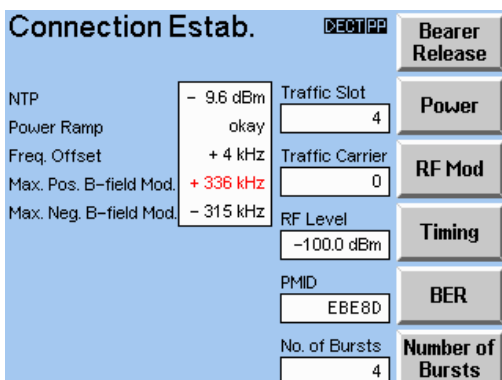 Connection Estab.
DECT PP
NTP
− 9.6 dBm
Power Ramp
okay
Freq. Offset
+ 4 kHz
Max. Pos. B−field Mod.
+ 336 kHz
Max. Neg. B−field Mod.
− 315 kHz
Traffic Slot
4
Traffic Carrier
0
RF Level
−100.0 dBm
PMID
EBE8D
No. of Bursts
4
Bearer
Release
Power
RF Mod
Timing
BER
Number of
Bursts